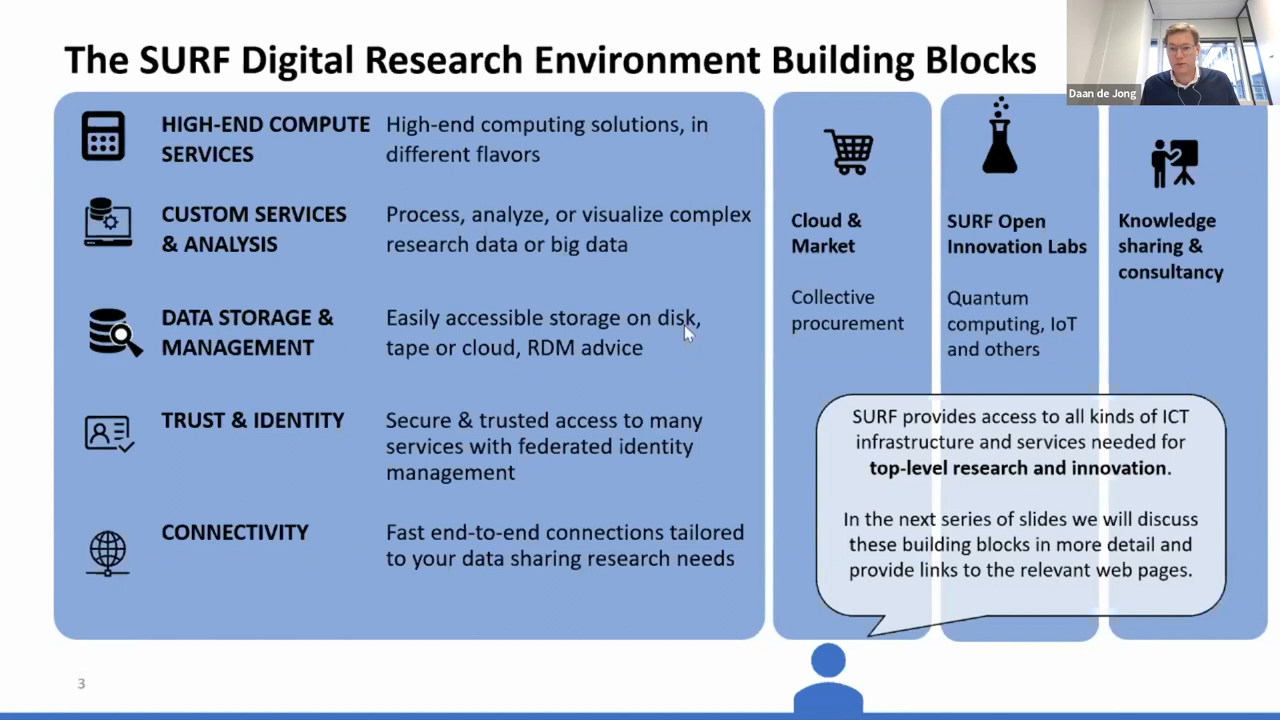 The SURF Digital Research Environment Building Blocks
Daan de Jong
HIGH-END COMPUTE
SERVICES
High-end computing solutions, in
different flavors
CUSTOM SERVICES
& ANALYSIS
Process, analyze, or visualize complex
research data or big data
DATA STORAGE &
MANAGEMENT
Easily accessible storage on disk,
tape or cloud, RDM advice
TRUST & IDENTITY
Secure & trusted access to many
services with federated identity
management
CONNECTIVITY
Fast end-to-end connections tailored
to your data sharing research needs
Cloud &
Market
Collective
procurement
SURF Open
Innovation Labs
Quantum
computing, IoT
and others
Knowledge
sharing &
consultancy
SURF provides access to all kinds of ICT
infrastructure and services needed for
top-level research and innovation.
In the next series of slides we will discuss
these building blocks in more detail and
provide links to the relevant web pages.
3